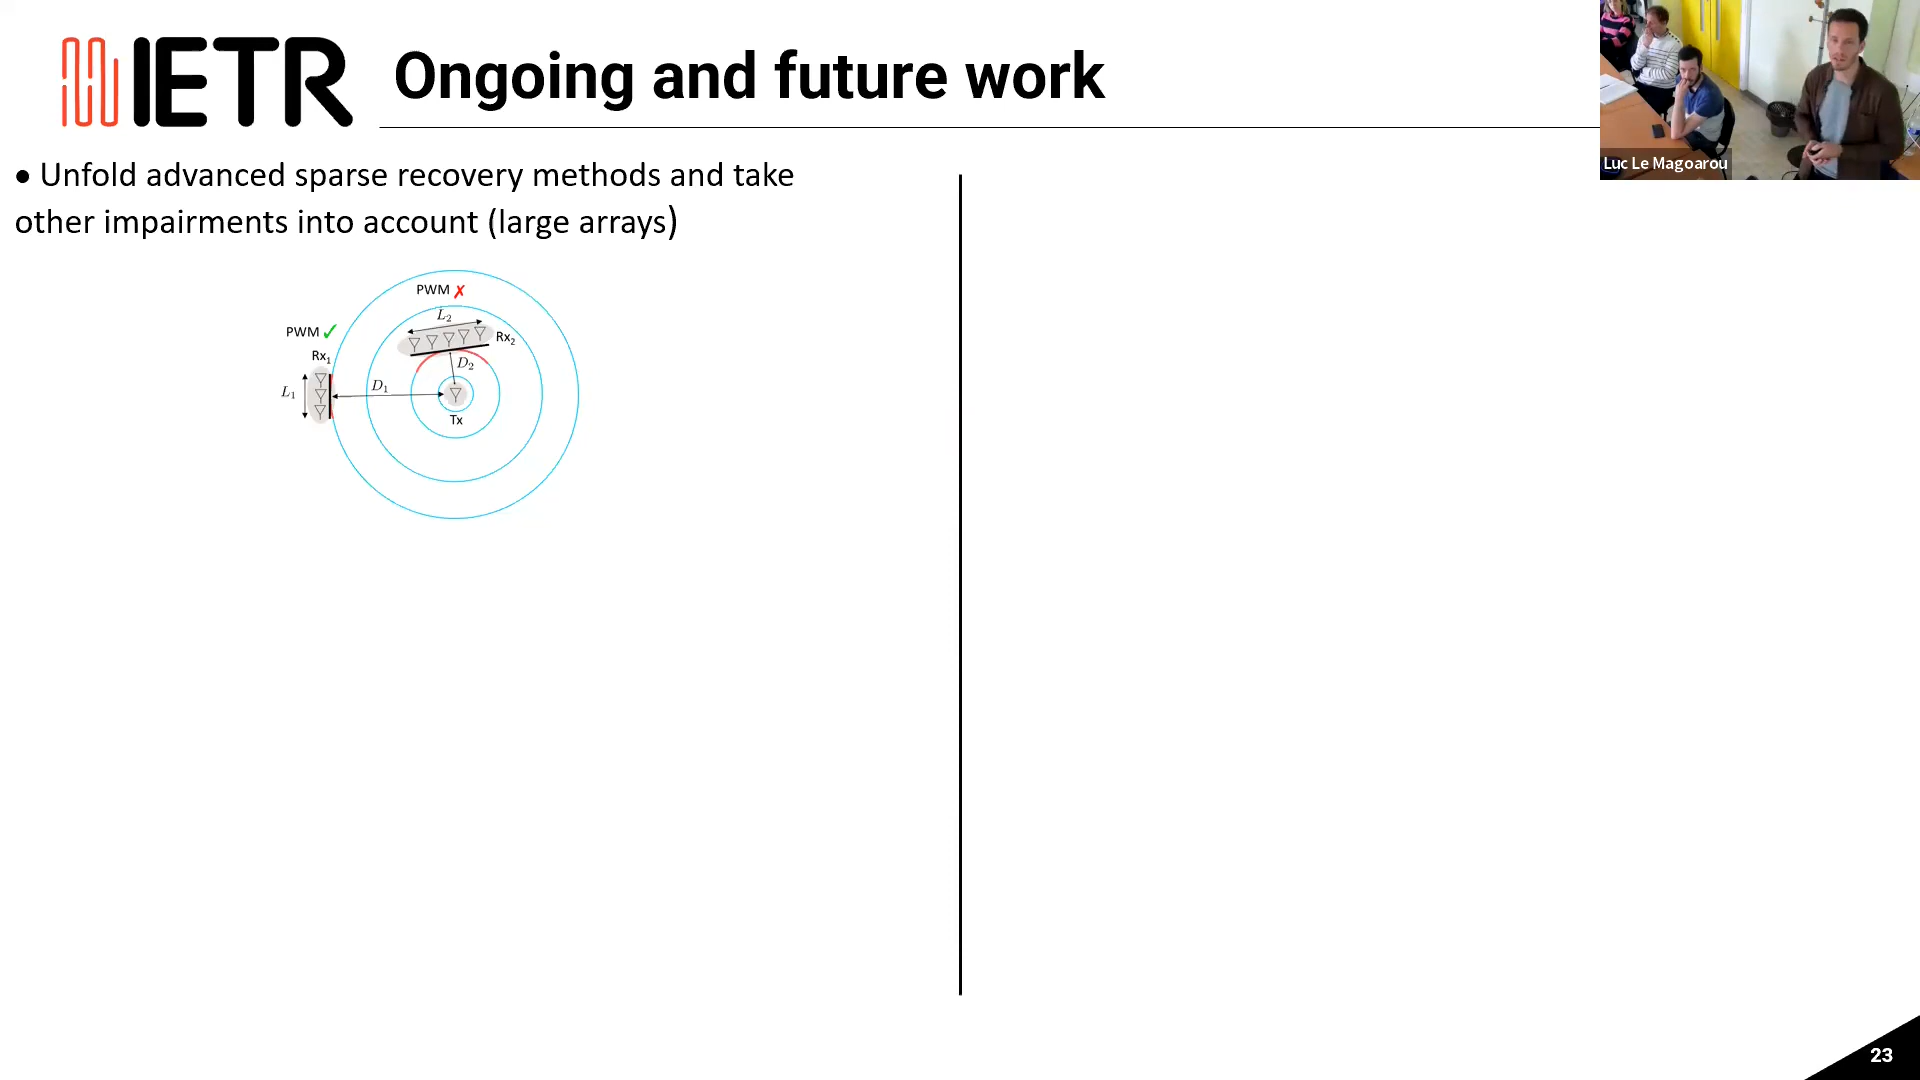 IETR
Ongoing and future work
Luc Le Magoarou
• Unfold advanced sparse recovery methods and take
other impairments into account (large arrays)
PWM ✗
L₂
PWM ✓
Rx₂
Rx₁
D₂
L₁
D₁
Tx
23